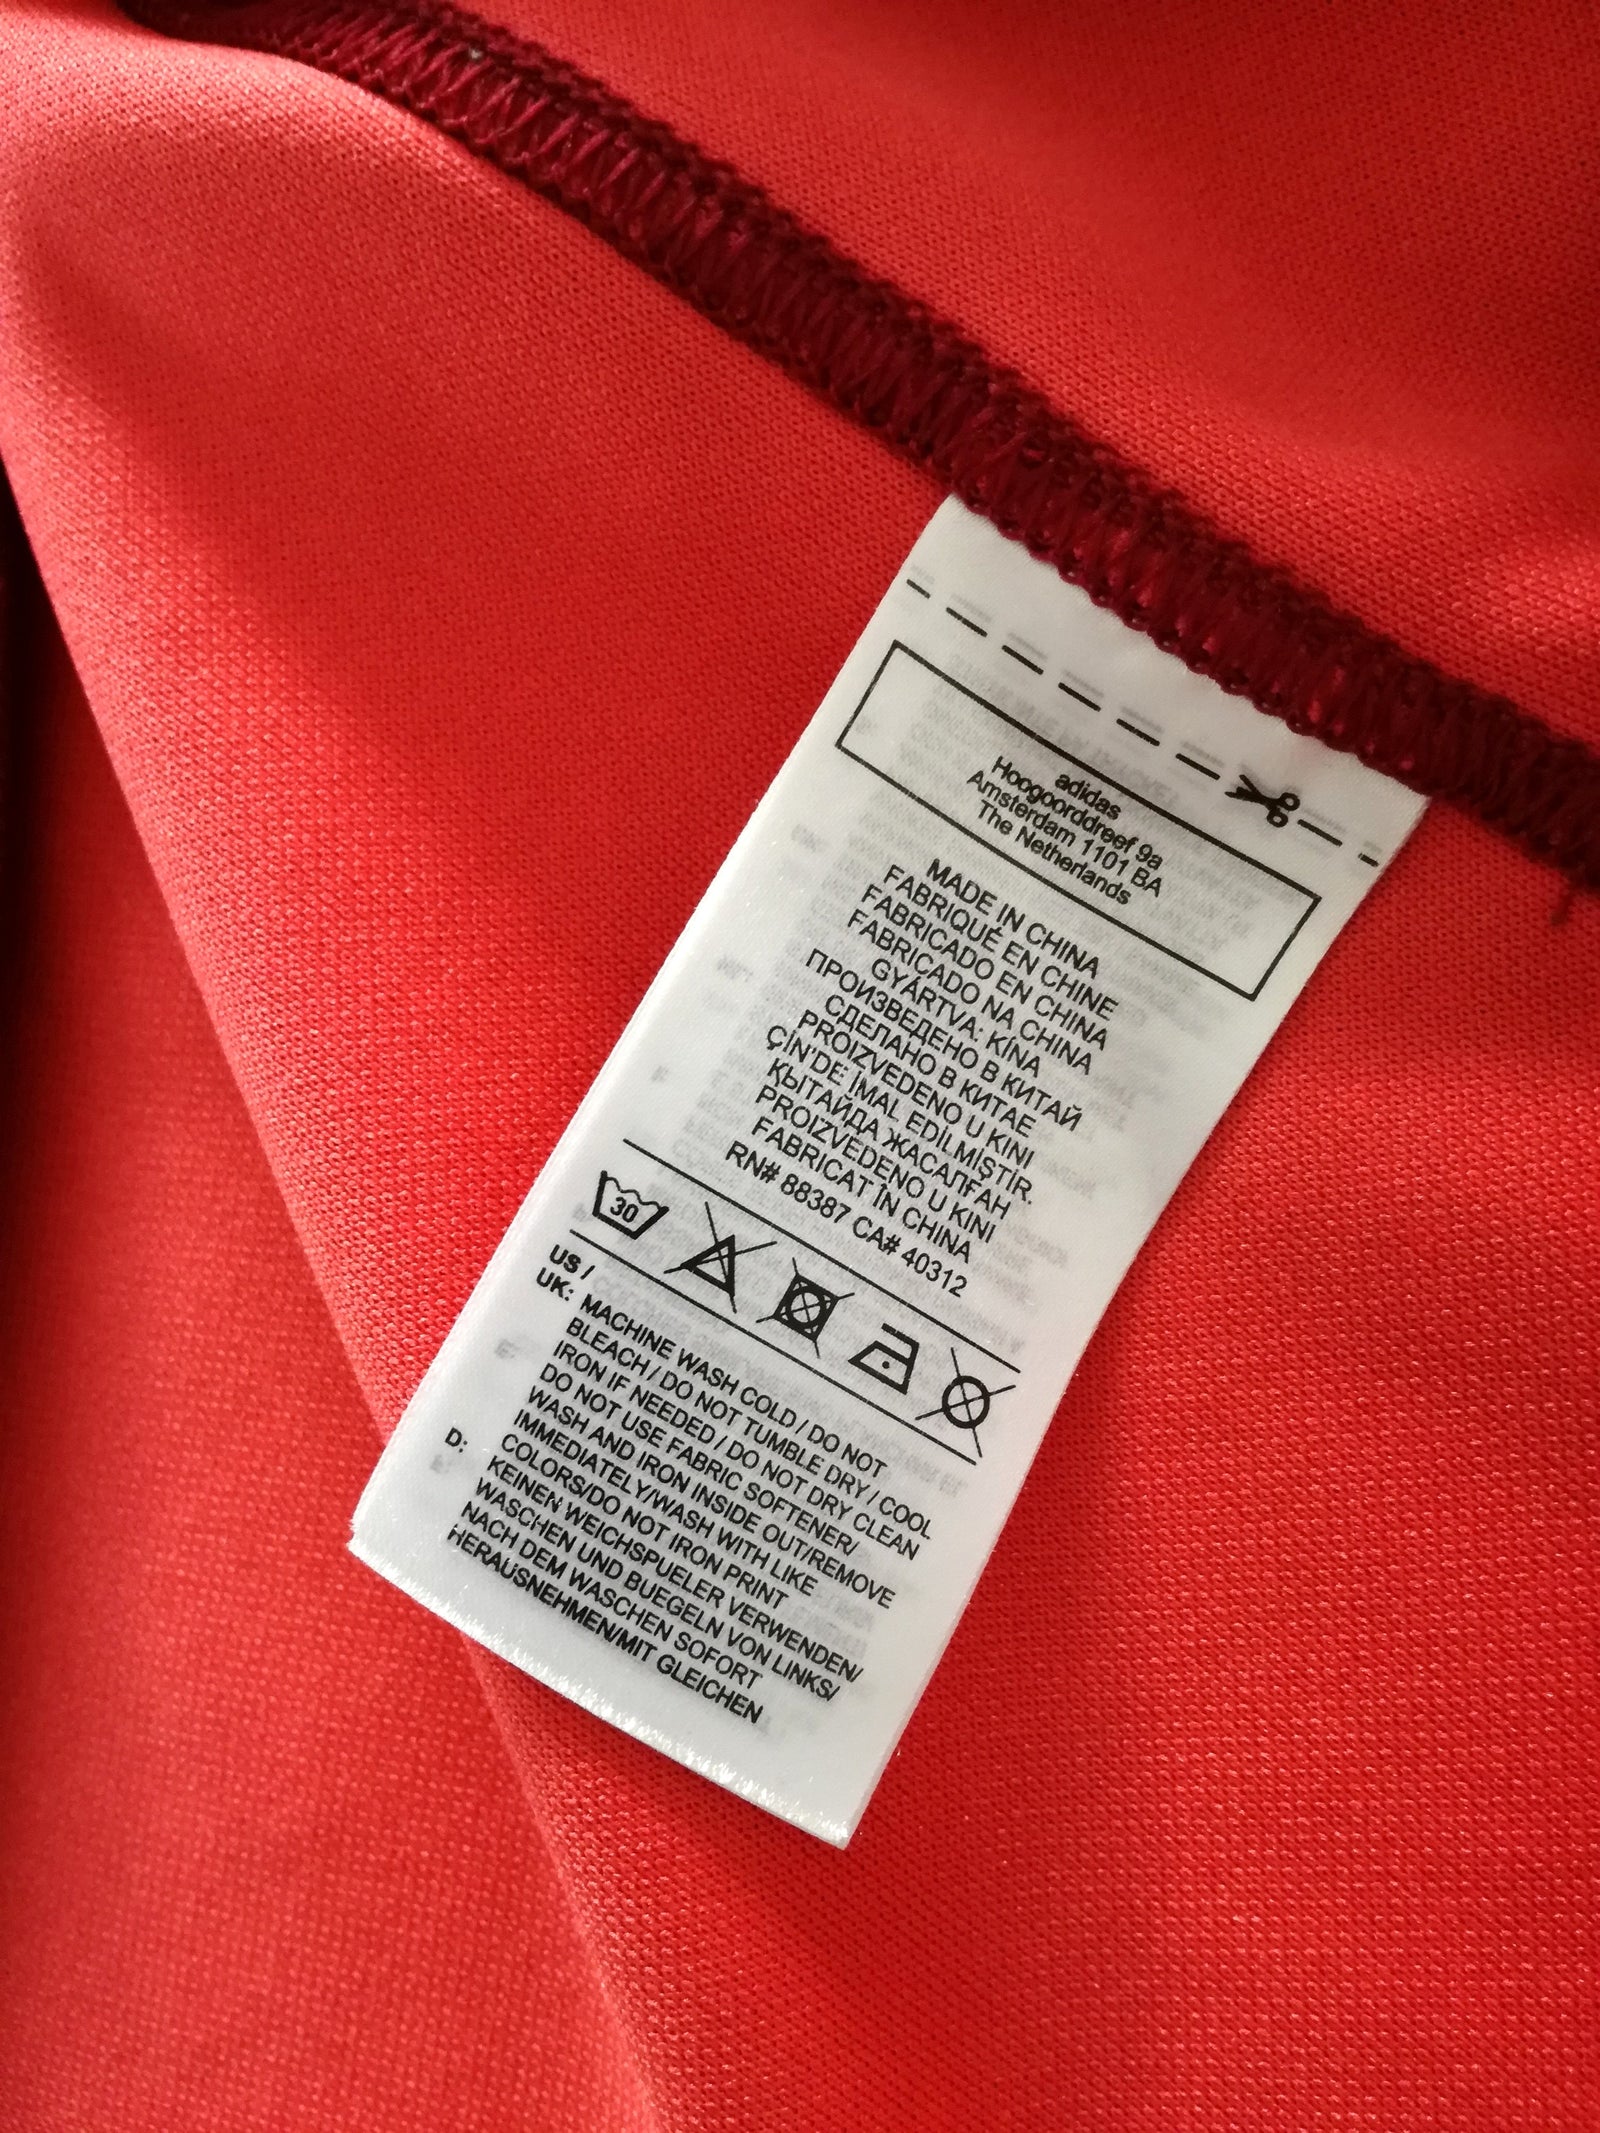 adidas
Hoogoorddreef 9a
Amsterdam 1101 BA
The Netherlands
MADE IN CHINA
FABRIQUÉ EN CHINE
FABRICADO EN CHINA
FABRICADO NA CHINA
GYÁRTVA: KÍNA
ПРОИЗВЕДЕНО В КИТАЙ
СДЕЛАНО В КИТАЕ
PROIZVEDENO U KINI
ÇİN'DE İMAL EDİLMİŞTİR.
ҚЫТАЙДА ЖАСАЛҒАН
PROIZVEDENO U KINI
FABRICAT ÎN CHINA
RN# 88387 CA# 40312
30
US /
UK: MACHINE WASH COLD / DO NOT
BLEACH / DO NOT TUMBLE DRY / COOL
IRON IF NEEDED / DO NOT DRY CLEAN
DO NOT USE FABRIC SOFTENER/
WASH AND IRON INSIDE OUT/REMOVE
IMMEDIATELY/WASH WITH LIKE
COLORS/DO NOT IRON PRINT
D: KEINEN WEICHSPUELER VERWENDEN/
WASCHEN UND BUEGELN VON LINKS/
NACH DEM WASCHEN SOFORT
HERAUSNEHMEN/MIT GLEICHEN